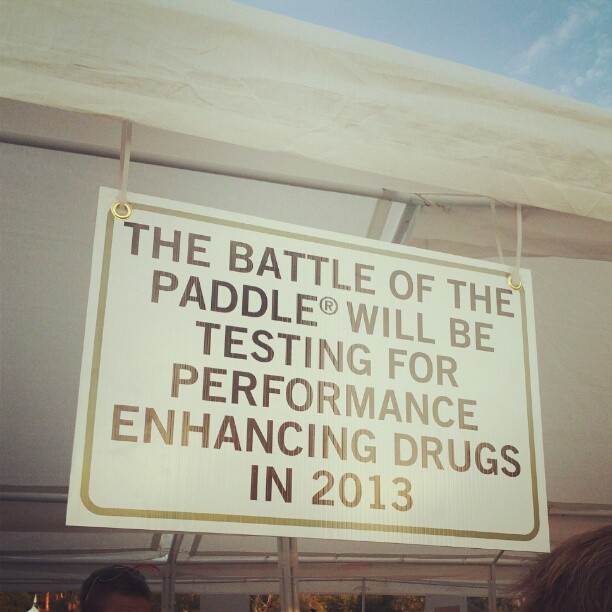 THE BATTLE OF THE
PADDLE® WILL BE
TESTING FOR
PERFORMANCE
ENHANCING DRUGS
IN 2013